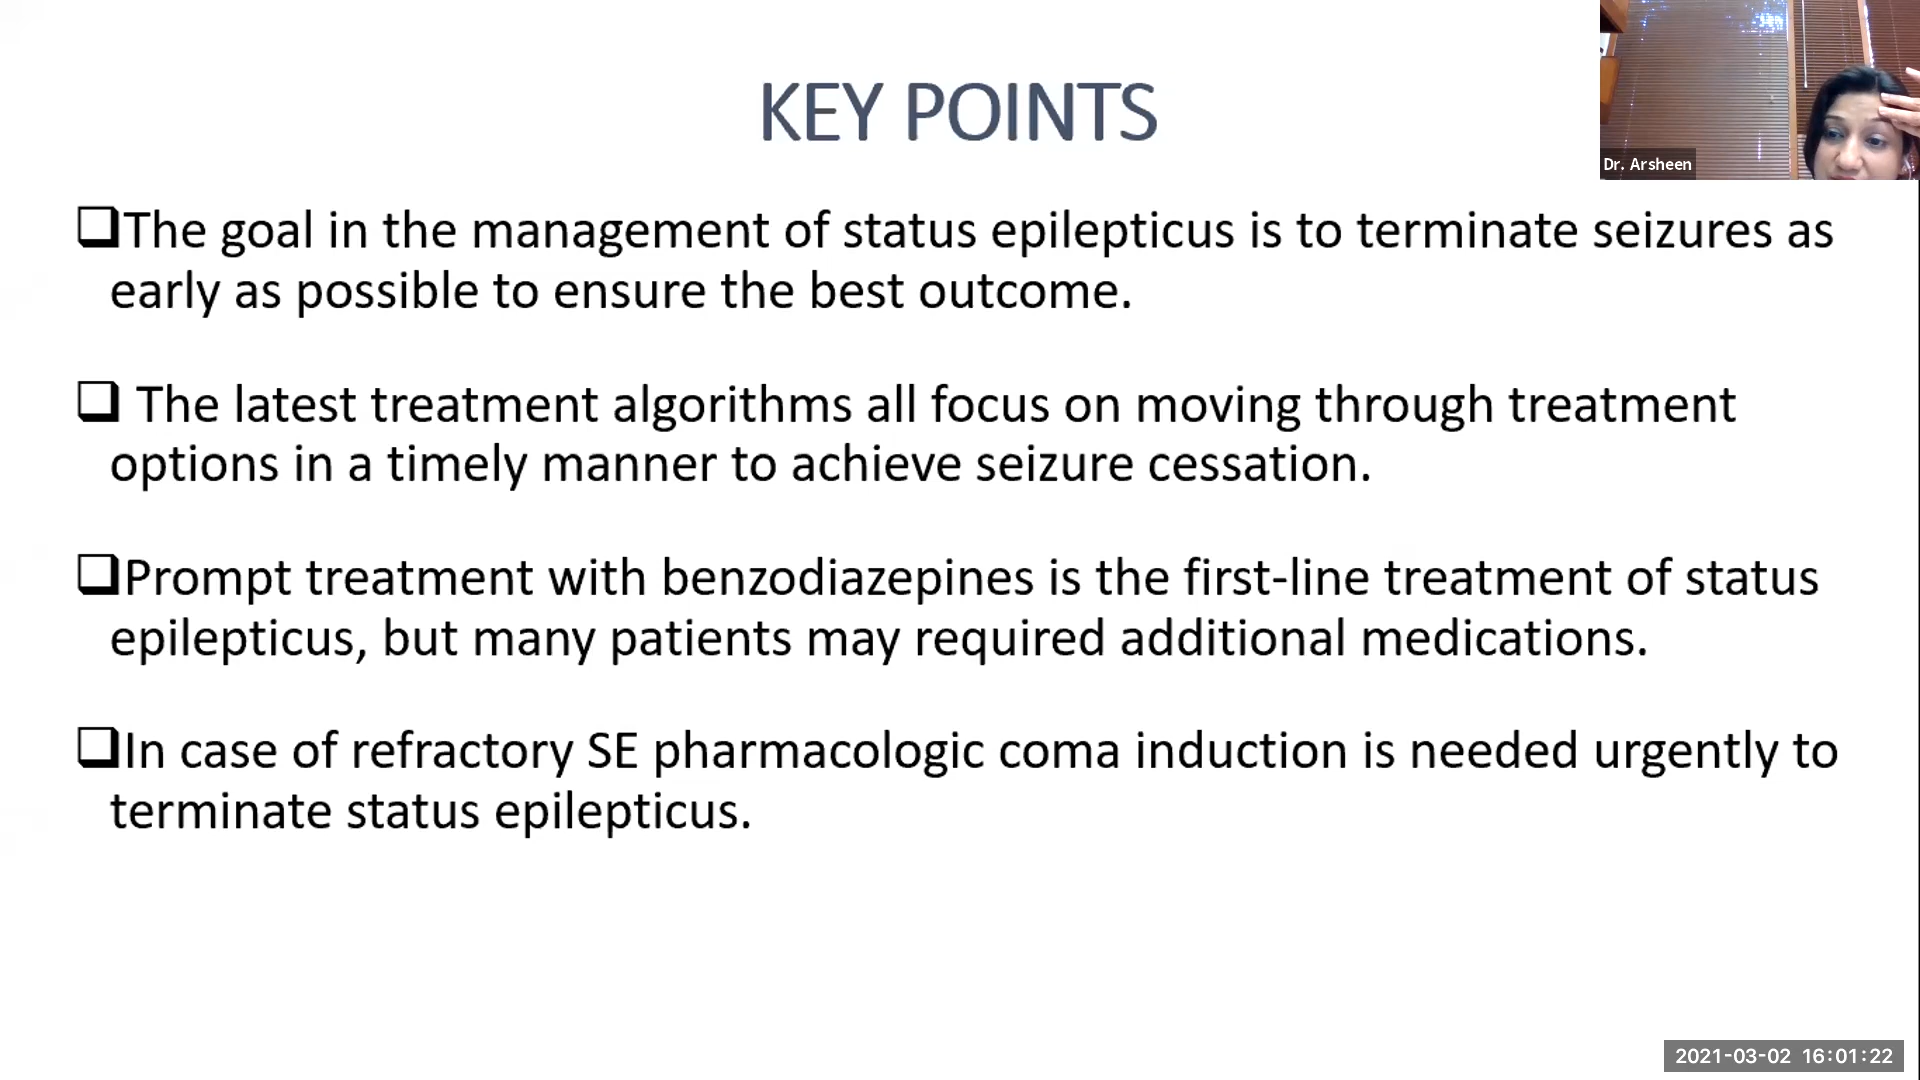 KEY POINTS
Dr. Arsheen
The goal in the management of status epilepticus is to terminate seizures as
early as possible to ensure the best outcome.
The latest treatment algorithms all focus on moving through treatment
options in a timely manner to achieve seizure cessation.
Prompt treatment with benzodiazepines is the first-line treatment of status
epilepticus, but many patients may required additional medications.
In case of refractory SE pharmacologic coma induction is needed urgently to
terminate status epilepticus.
2021-03-02 16:01:22